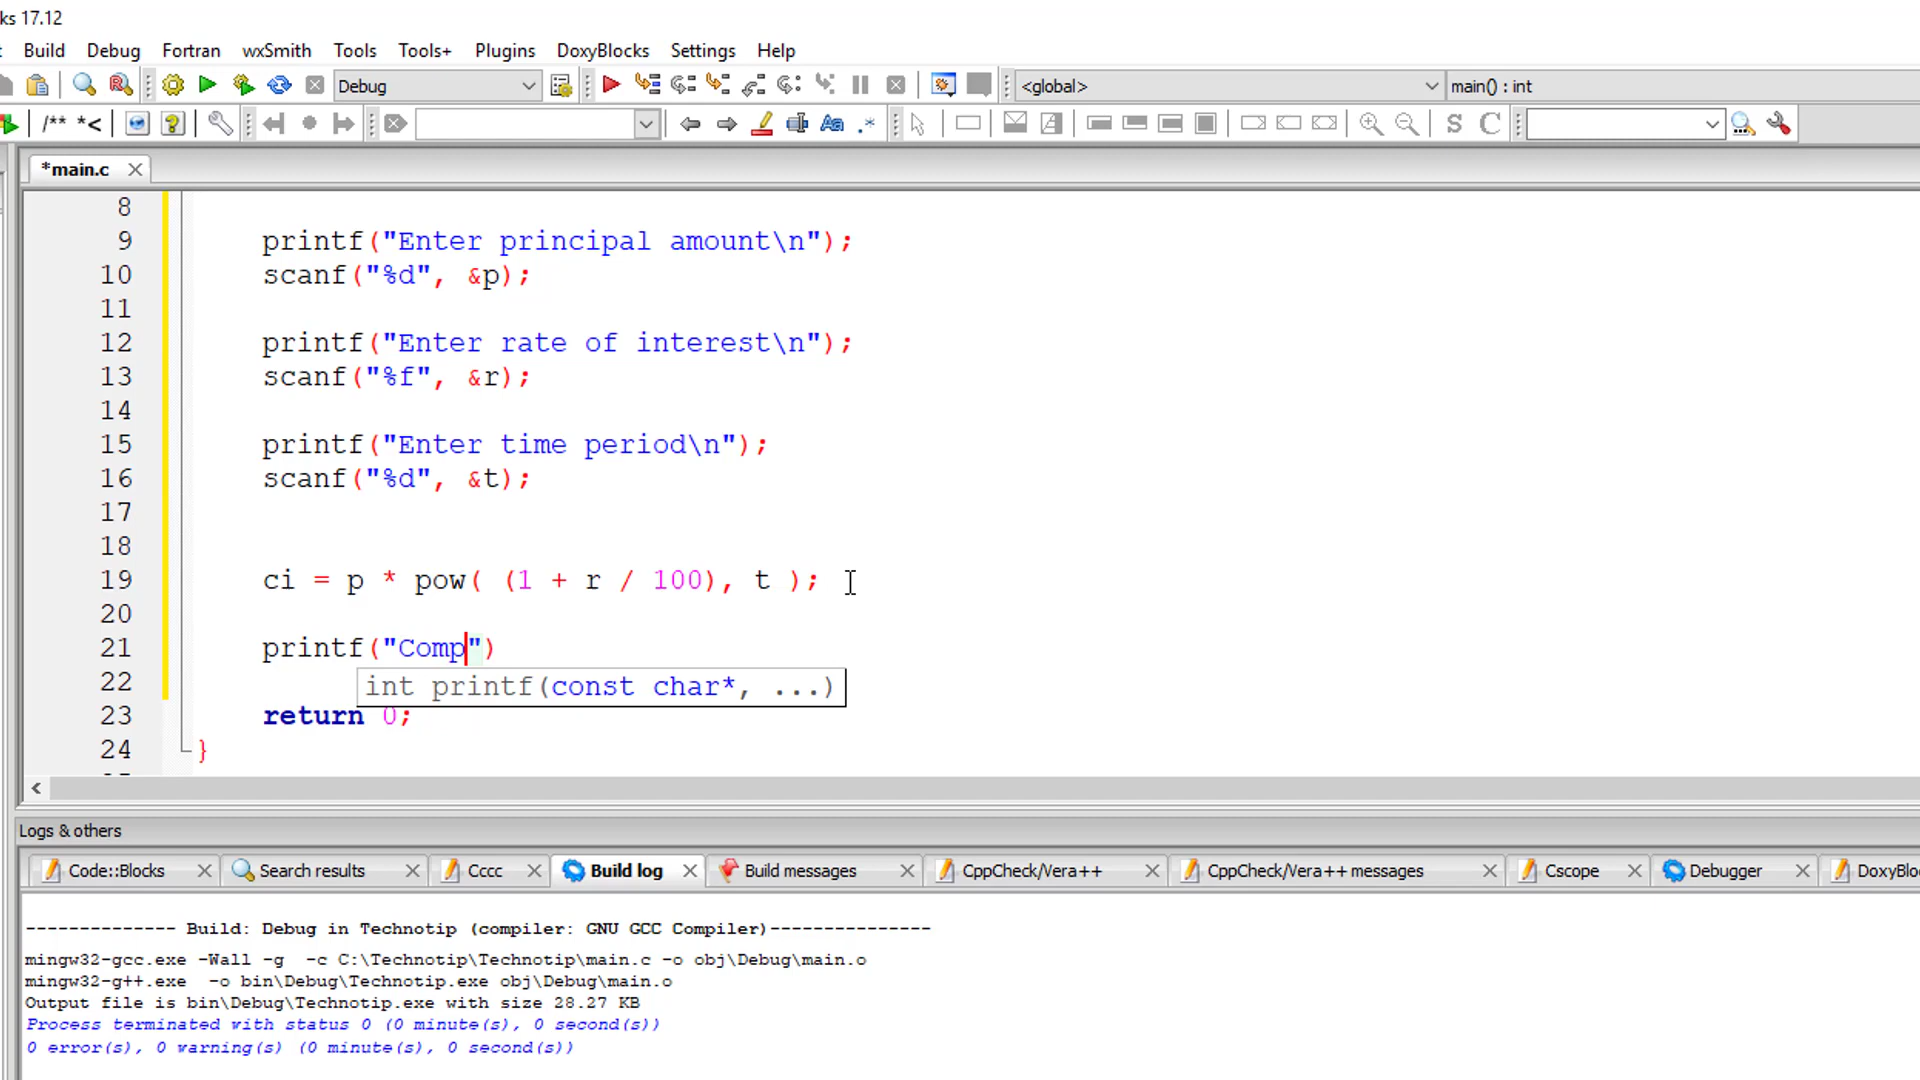 ks 17.12
Build Debug Fortran wxSmith Tools Tools+ Plugins DoxyBlocks Settings Help
Debug <global> main() : int
/** *< Aa .* S C
*main.c
8
9 printf("Enter principal amount\n");
10 scanf("%d", &p);
11
12 printf("Enter rate of interest\n");
13 scanf("%f", &r);
14
15 printf("Enter time period\n");
16 scanf("%d", &t);
17
18
19 ci = p * pow( (1 + r / 100), t );
20
21 printf("Comp")
22 int printf(const char*, ...)
23 return 0;
24 }
Logs & others
Code::Blocks Search results Cccc Build log Build messages CppCheck/Vera++ CppCheck/Vera++ messages Cscope Debugger DoxyBlo
-------------- Build: Debug in Technotip (compiler: GNU GCC Compiler)---------------
mingw32-gcc.exe -Wall -g -c C:\Technotip\Technotip\main.c -o obj\Debug\main.o
mingw32-g++.exe -o bin\Debug\Technotip.exe obj\Debug\main.o
Output file is bin\Debug\Technotip.exe with size 28.27 KB
Process terminated with status 0 (0 minute(s), 0 second(s))
0 error(s), 0 warning(s) (0 minute(s), 0 second(s))